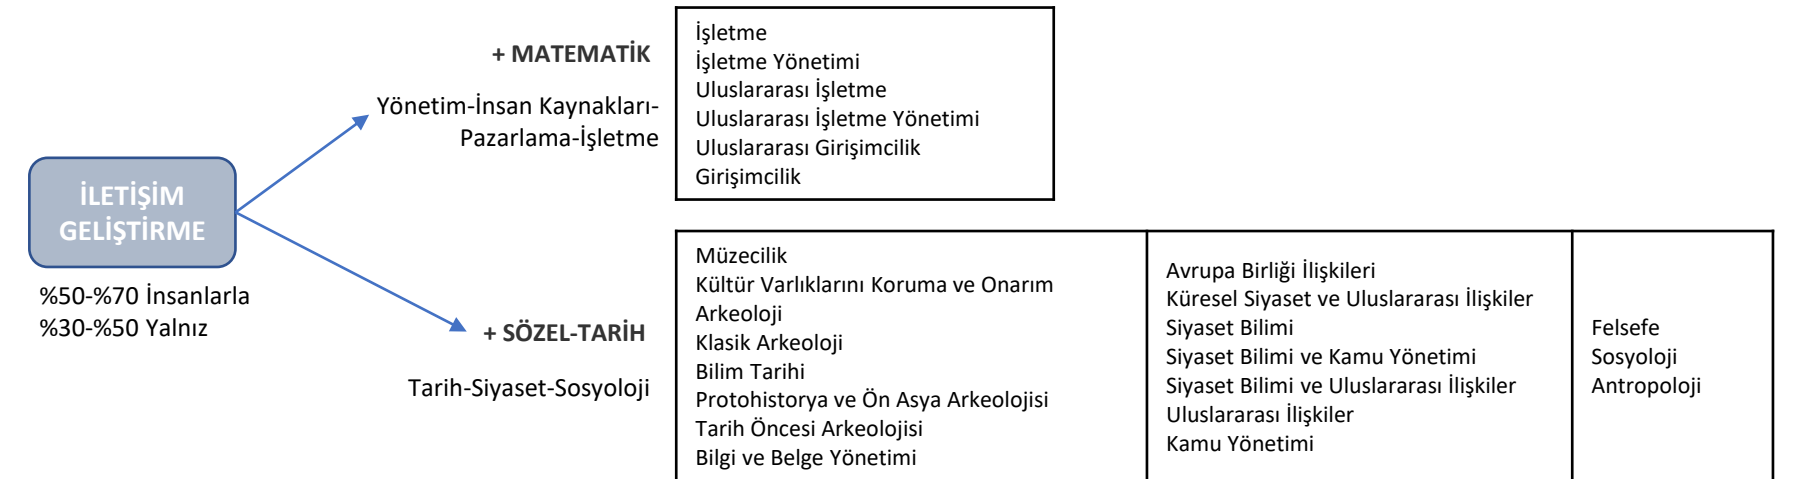 İLETİŞİM
GELİŞTİRME
%50-%70 İnsanlarla
%30-%50 Yalnız
+ MATEMATİK
Yönetim-İnsan Kaynakları-
Pazarlama-İşletme
İşletme
İşletme Yönetimi
Uluslararası İşletme
Uluslararası İşletme Yönetimi
Uluslararası Girişimcilik
Girişimcilik
+ SÖZEL-TARİH
Tarih-Siyaset-Sosyoloji
Müzecilik
Kültür Varlıklarını Koruma ve Onarım
Arkeoloji
Klasik Arkeoloji
Bilim Tarihi
Protohistorya ve Ön Asya Arkeolojisi
Tarih Öncesi Arkeolojisi
Bilgi ve Belge Yönetimi
Avrupa Birliği İlişkileri
Küresel Siyaset ve Uluslararası İlişkiler
Siyaset Bilimi
Siyaset Bilimi ve Kamu Yönetimi
Siyaset Bilimi ve Uluslararası İlişkiler
Uluslararası İlişkiler
Kamu Yönetimi
Felsefe
Sosyoloji
Antropoloji